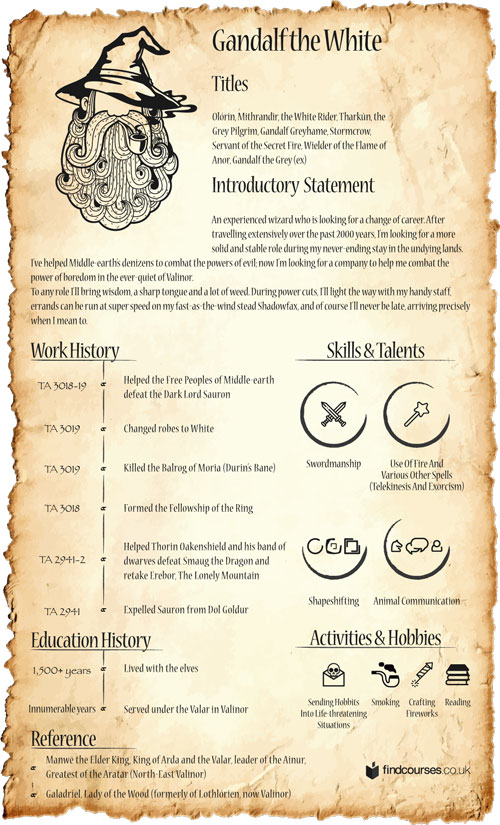 Gandalf the White
Titles
Olórin, Mithrandir, the White Rider, Tharkûn, the
Grey Pilgrim, Gandalf Greyhame, Stormcrow,
Servant of the Secret Fire, Wielder of the Flame of
Anor, Gandalf the Grey (ex)
Introductory Statement
An experienced wizard who is looking for a change of career. After
travelling extensively over the past 2000 years, I'm looking for a more
solid and stable role during my never-ending stay in the undying lands.
I've helped Middle-earth's denizens to combat the powers of evil; now I'm looking for a company to help me combat the
power of boredom in the ever-quiet of Valinor.
To any role I'll bring wisdom, a sharp tongue and a lot of weed. During power cuts, I'll light the way with my handy staff,
errands can be run at super speed on my fast-as-the-wind stead Shadowfax, and of course I'll never be late, arriving precisely
when I mean to.
Work History
TA 3018-19
Helped the Free Peoples of Middle-earth
defeat the Dark Lord Sauron
TA 3019
Changed robes to White
TA 3019
Killed the Balrog of Moria (Durin's Bane)
TA 3018
Formed the Fellowship of the Ring
TA 2941-2
Helped Thorin Oakenshield and his band of
dwarves defeat Smaug the Dragon and
retake Erebor, The Lonely Mountain
TA 2941
Expelled Sauron from Dol Goldur
Skills & Talents
Swordmanship
Use Of Fire And
Various Other Spells
(Telekinesis And Exorcism)
Shapeshifting
Animal Communication
Education History
1,500+ years
Lived with the elves
Innumerable years
Served under the Valar in Valinor
Activities & Hobbies
Sending Hobbits
Into Life-threatening
Situations
Smoking
Crafting
Fireworks
Reading
Reference
Manwë the Elder King, King of Arda and the Valar, leader of the Ainur,
Greatest of the Aratar (North-East Valinor)
Galadriel, Lady of the Wood (formerly of Lothlorien, now Valinor)
findcourses.co.uk